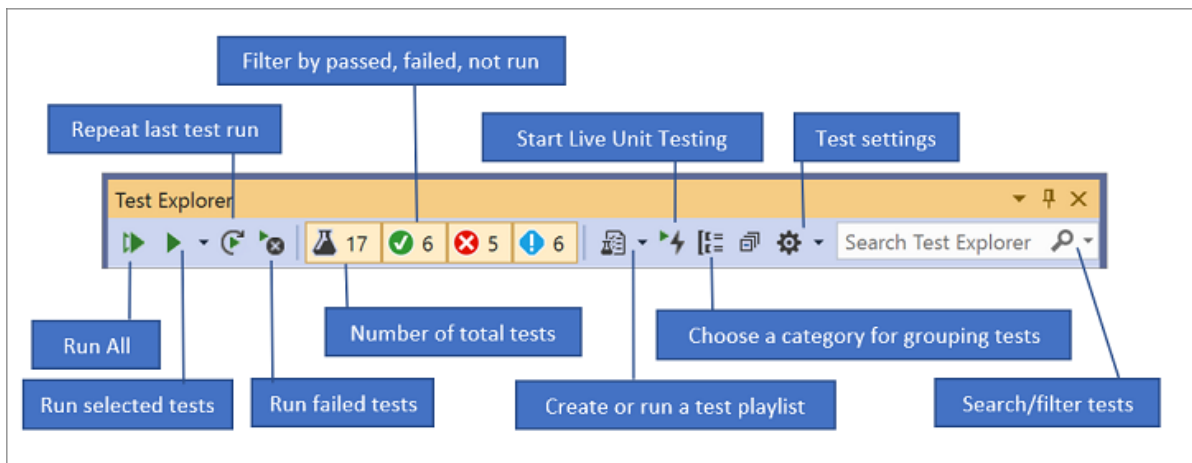 Filter by passed, failed, not run
Repeat last test run
Start Live Unit Testing
Test settings
Test Explorer
17
6
5
6
Search Test Explorer
Number of total tests
Run All
Choose a category for grouping tests
Run selected tests
Run failed tests
Create or run a test playlist
Search/filter tests